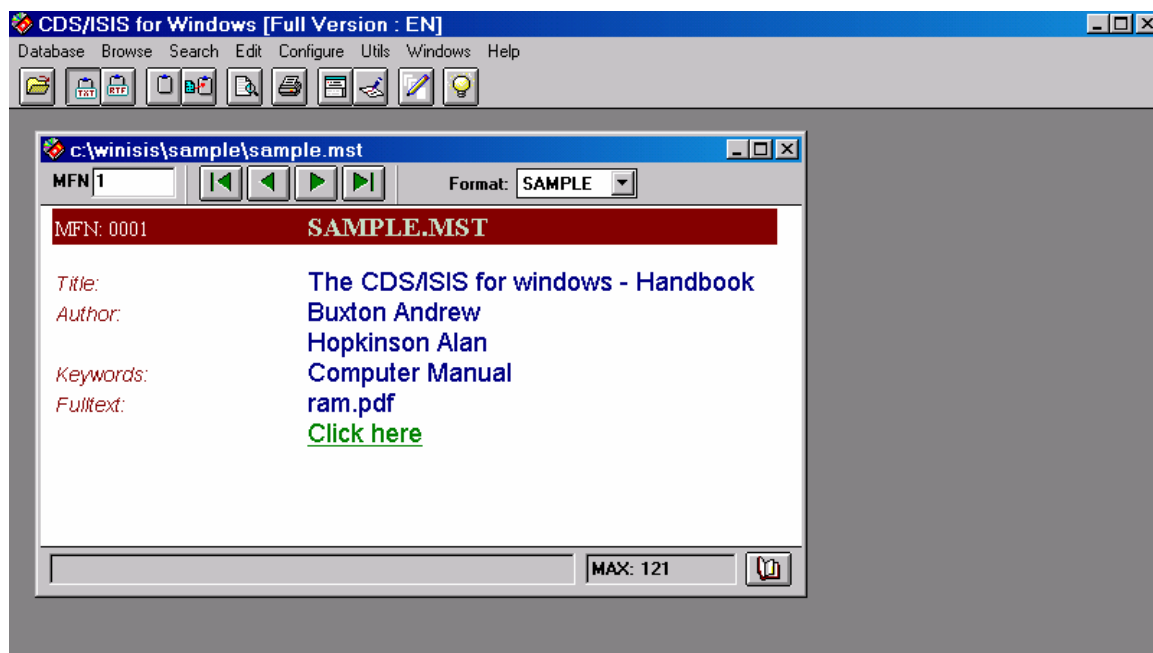 CDS/ISIS for Windows [Full Version : EN]
Database Browse Search Edit Configure Utils Windows Help
TXT RTF
c:\winisis\sample\sample.mst
MFN 1 Format: SAMPLE
MFN: 0001 SAMPLE.MST
Title: The CDS/ISIS for windows - Handbook
Author: Buxton Andrew
Hopkinson Alan
Keywords: Computer Manual
Fulltext: ram.pdf
Click here
MAX: 121